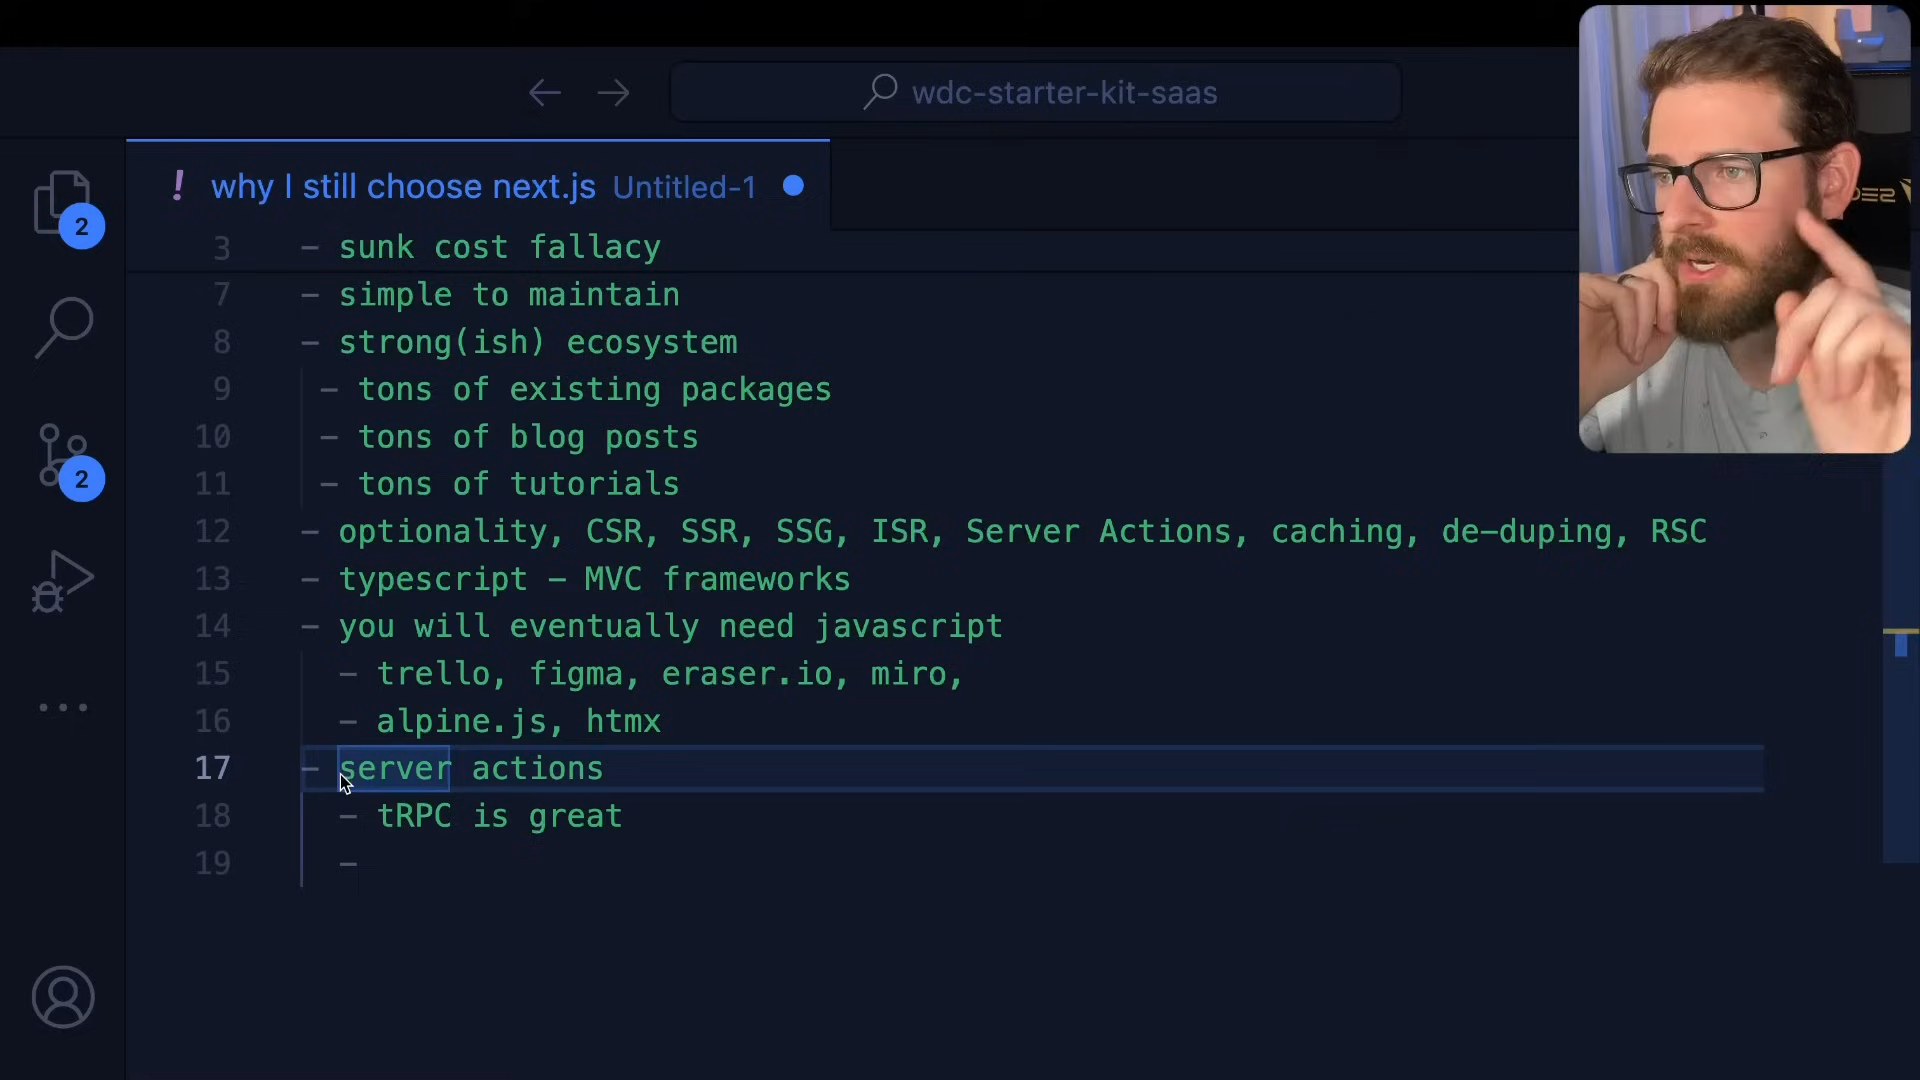 wdc-starter-kit-saas
! why I still choose next.js Untitled-1
2
3 - sunk cost fallacy
7 - simple to maintain
8 - strong(ish) ecosystem
9 - tons of existing packages
10 - tons of blog posts
11 - tons of tutorials
12 - optionality, CSR, SSR, SSG, ISR, Server Actions, caching, de-duping, RSC
2
13 - typescript - MVC frameworks
14 - you will eventually need javascript
15 - trello, figma, eraser.io, miro,
16 - alpine.js, htmx
17 - server actions
18 - tRPC is great
19 -